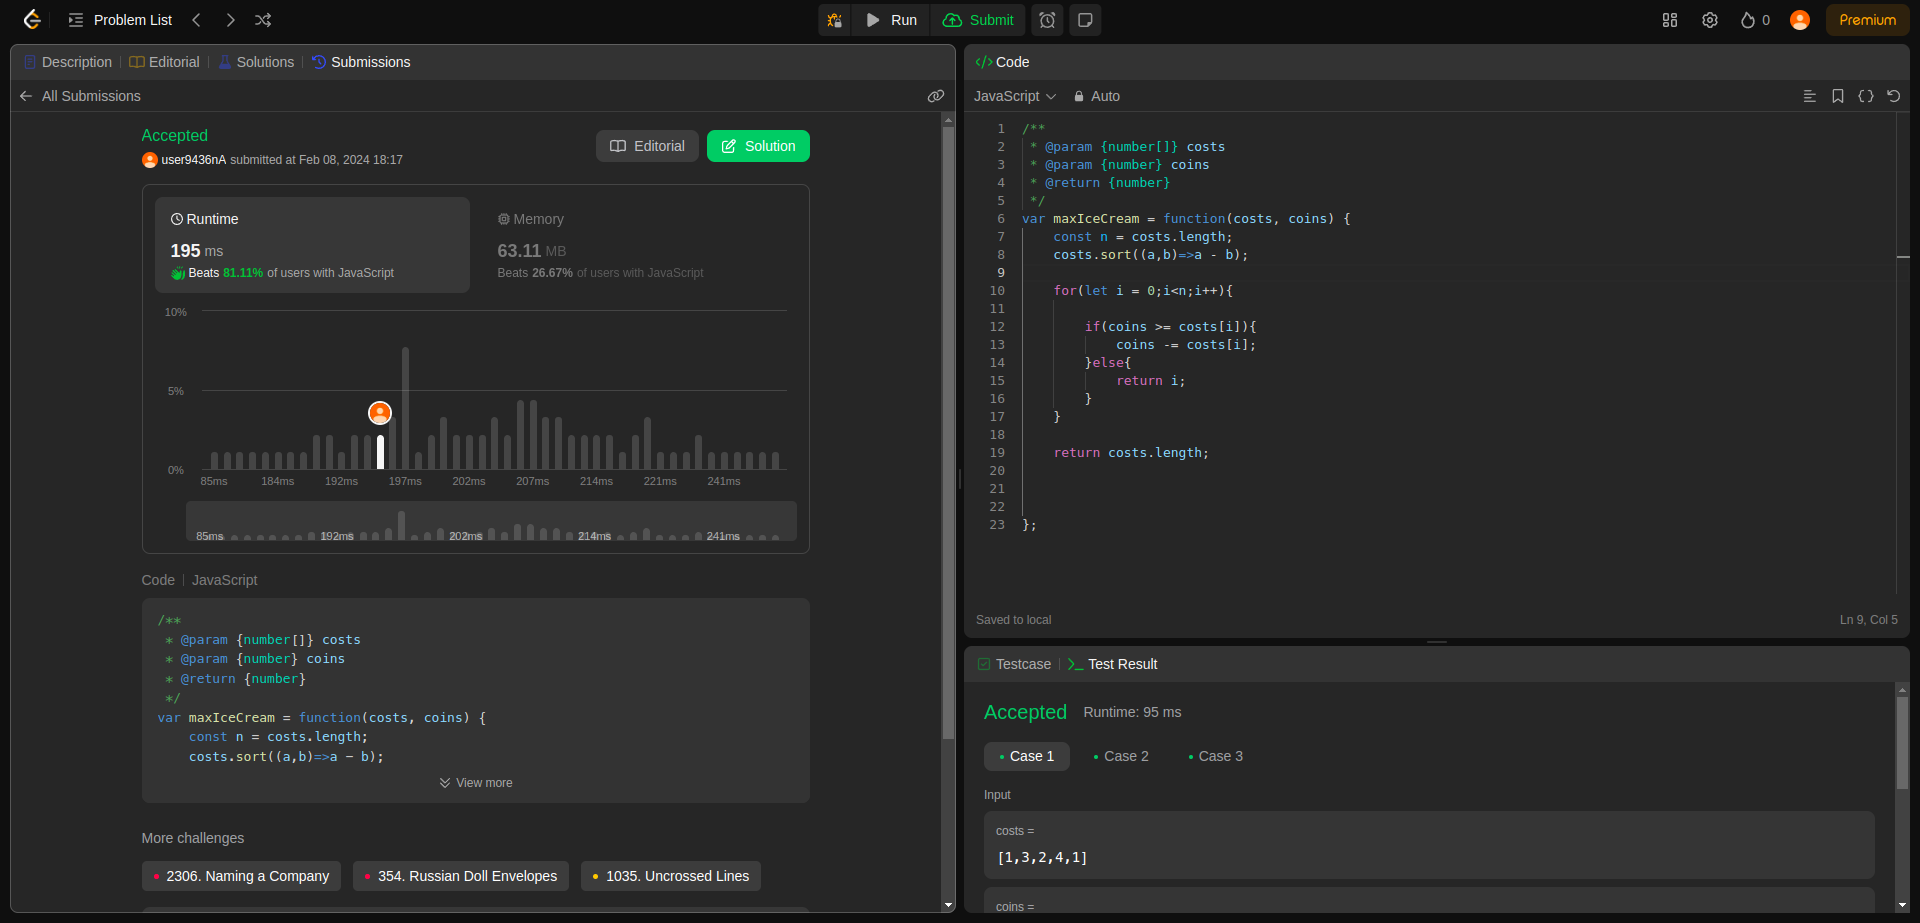 Problem List
Run
Submit
0
Premium
Description
Editorial
Solutions
Submissions
All Submissions
Accepted
user9436nA submitted at Feb 08, 2024 18:17
Editorial
Solution
Runtime
195 ms
Beats 81.11% of users with JavaScript
Memory
63.11 MB
Beats 26.67% of users with JavaScript
10%
5%
0%
85ms 184ms 192ms 197ms 202ms 207ms 214ms 221ms 241ms
85ms 192ms 202ms 214ms 241ms
Code JavaScript
/**
* @param {number[]} costs
* @param {number} coins
* @return {number}
*/
var maxIceCream = function(costs, coins) {
const n = costs.length;
costs.sort((a,b)=>a - b);
View more
More challenges
2306. Naming a Company
354. Russian Doll Envelopes
1035. Uncrossed Lines
Code
JavaScript
Auto
1 /**
2 * @param {number[]} costs
3 * @param {number} coins
4 * @return {number}
5 */
6 var maxIceCream = function(costs, coins) {
7 const n = costs.length;
8 costs.sort((a,b)=>a - b);
9
10 for(let i = 0;i<n;i++){
11
12 if(coins >= costs[i]){
13 coins -= costs[i];
14 }else{
15 return i;
16 }
17 }
18
19 return costs.length;
20
21
22
23 };
Saved to local
Ln 9, Col 5
Testcase
Test Result
Accepted
Runtime: 95 ms
Case 1
Case 2
Case 3
Input
costs =
[1,3,2,4,1]
coins =